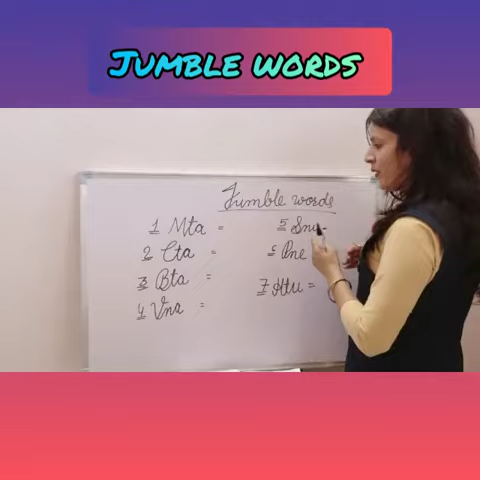 JUMBLE WORDS
Jumble words
1 Mta =
2 Cta =
3 Bta =
4 Vna =
5 Snu -
6 Pne
7 Htu =